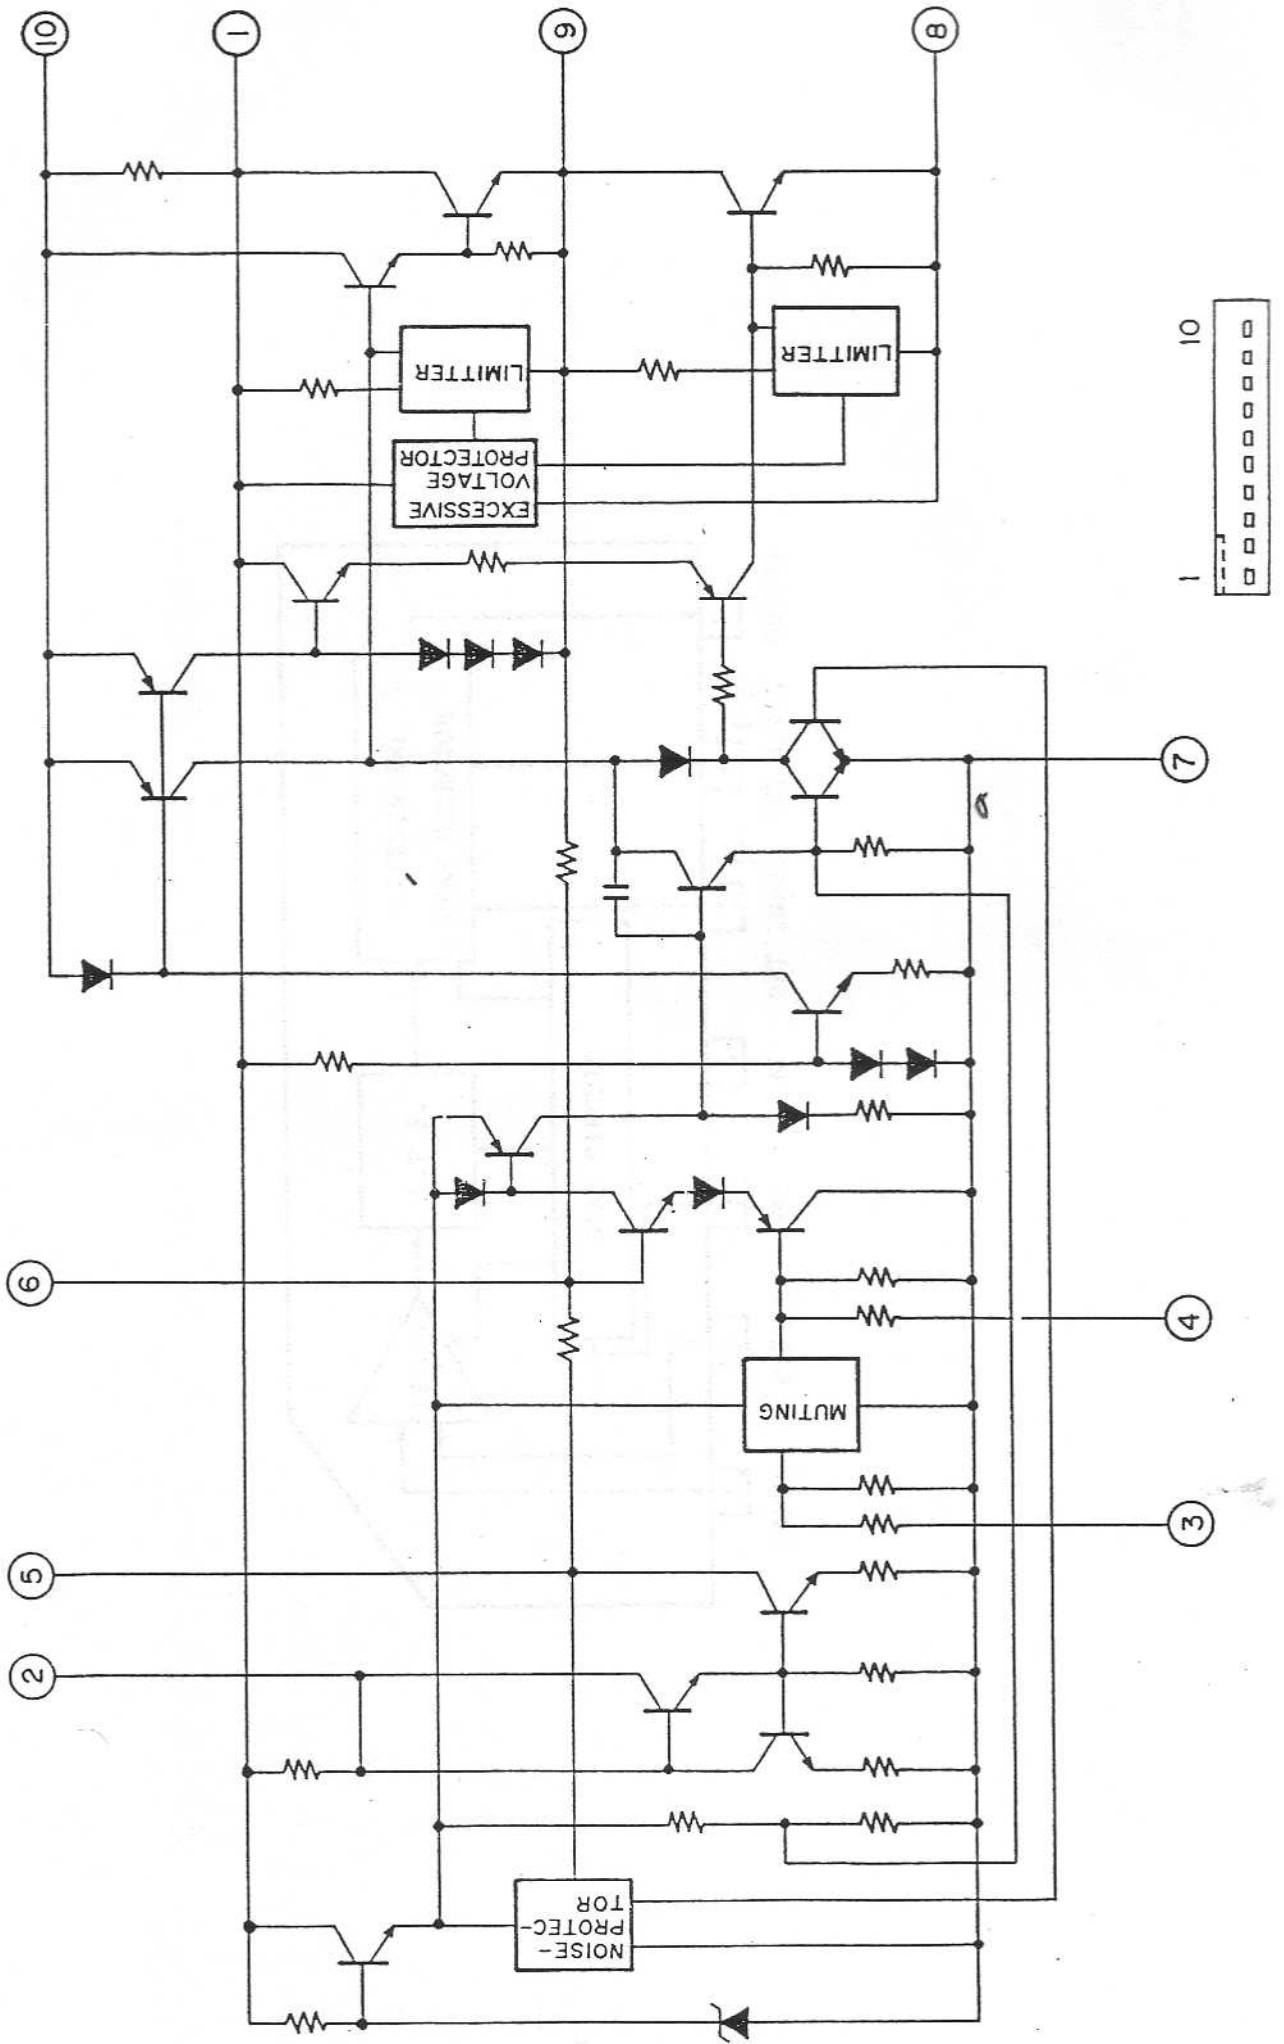 10
1
9
8
LIMITTER
LIMITTER
EXCESSIVE
VOLTAGE
PROTECTOR
10
1
7
6
4
MUTING
3
5
2
NOISE-
PROTEC-
TOR